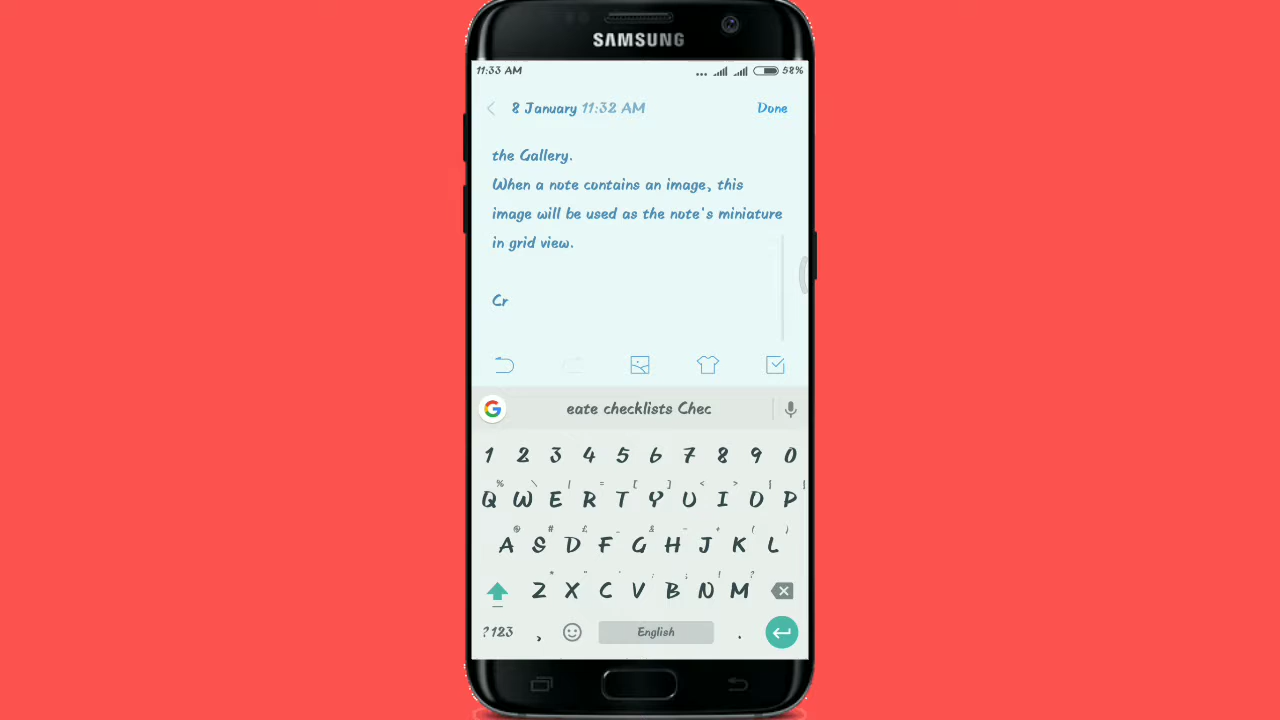 SAMSUNG
11:33 AM ... 58%
8 January 11:32 AM Done
the Gallery.
When a note contains an image, this
image will be used as the note's miniature
in grid view.
Cr
G eate checklists Chec
1 2 3 4 5 6 7 8 9 0
% \ | = [ ] < > { }
Q W E R T Y U I O P
@ # £ _ & - + ( )
A S D F G H J K L
* " ' : ; ! ?
Z X C V B N M
?123 , English .